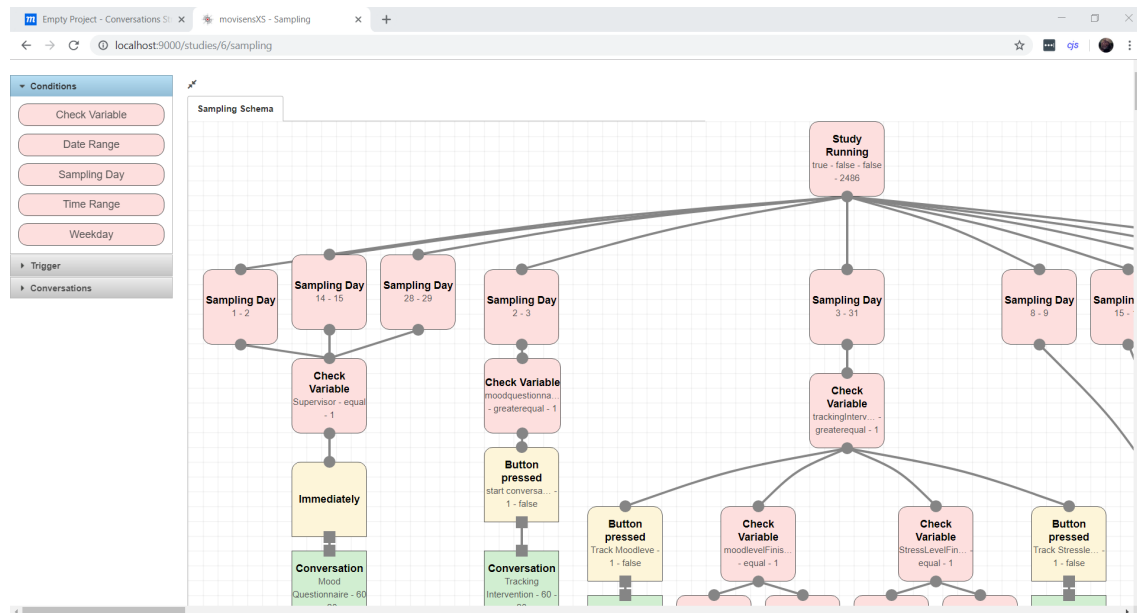 Empty Project - Conversations St
movisensXS - Sampling
localhost:9000/studies/6/sampling
cjs
Conditions
Check Variable
Date Range
Sampling Day
Time Range
Weekday
Trigger
Conversations
Sampling Schema
Study
Running
true - false - false
- 2486
Sampling Day
1 - 2
Sampling Day
14 - 15
Sampling Day
28 - 29
Sampling Day
2 - 3
Sampling Day
3 - 31
Sampling Day
8 - 9
Samplin
15 -
Check
Variable
Supervisor - equal
- 1
Check Variable
moodquestionna...
- greaterequal - 1
Check
Variable
trackingInterv... -
greaterequal - 1
Immediately
Button
pressed
start conversa... -
1 - false
Button
pressed
Track Moodleve -
1 - false
Check
Variable
moodlevelFinis...
- equal - 1
Check
Variable
StressLevelFin... -
equal - 1
Button
pressed
Track Stressle... -
1 - false
Conversation
Mood
Questionnaire - 60
Conversation
Tracking
Intervention - 60 -